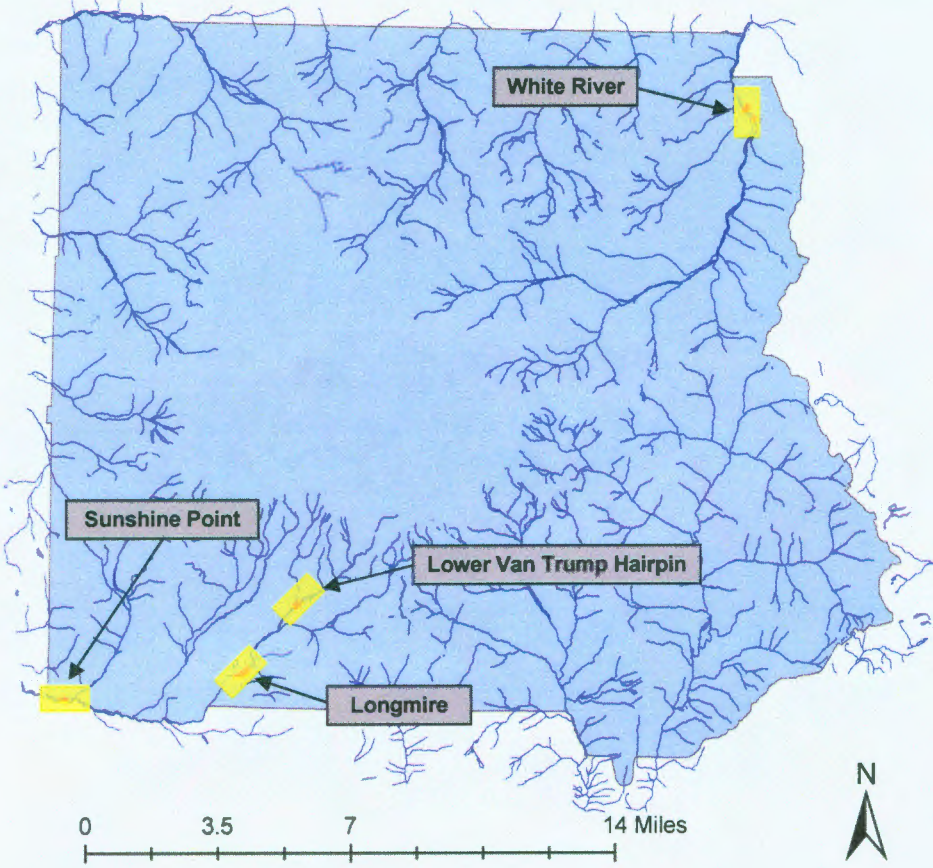 White River
Sunshine Point
Lower Van Trump Hairpin
Longmire
N
0 3.5 7 14 Miles